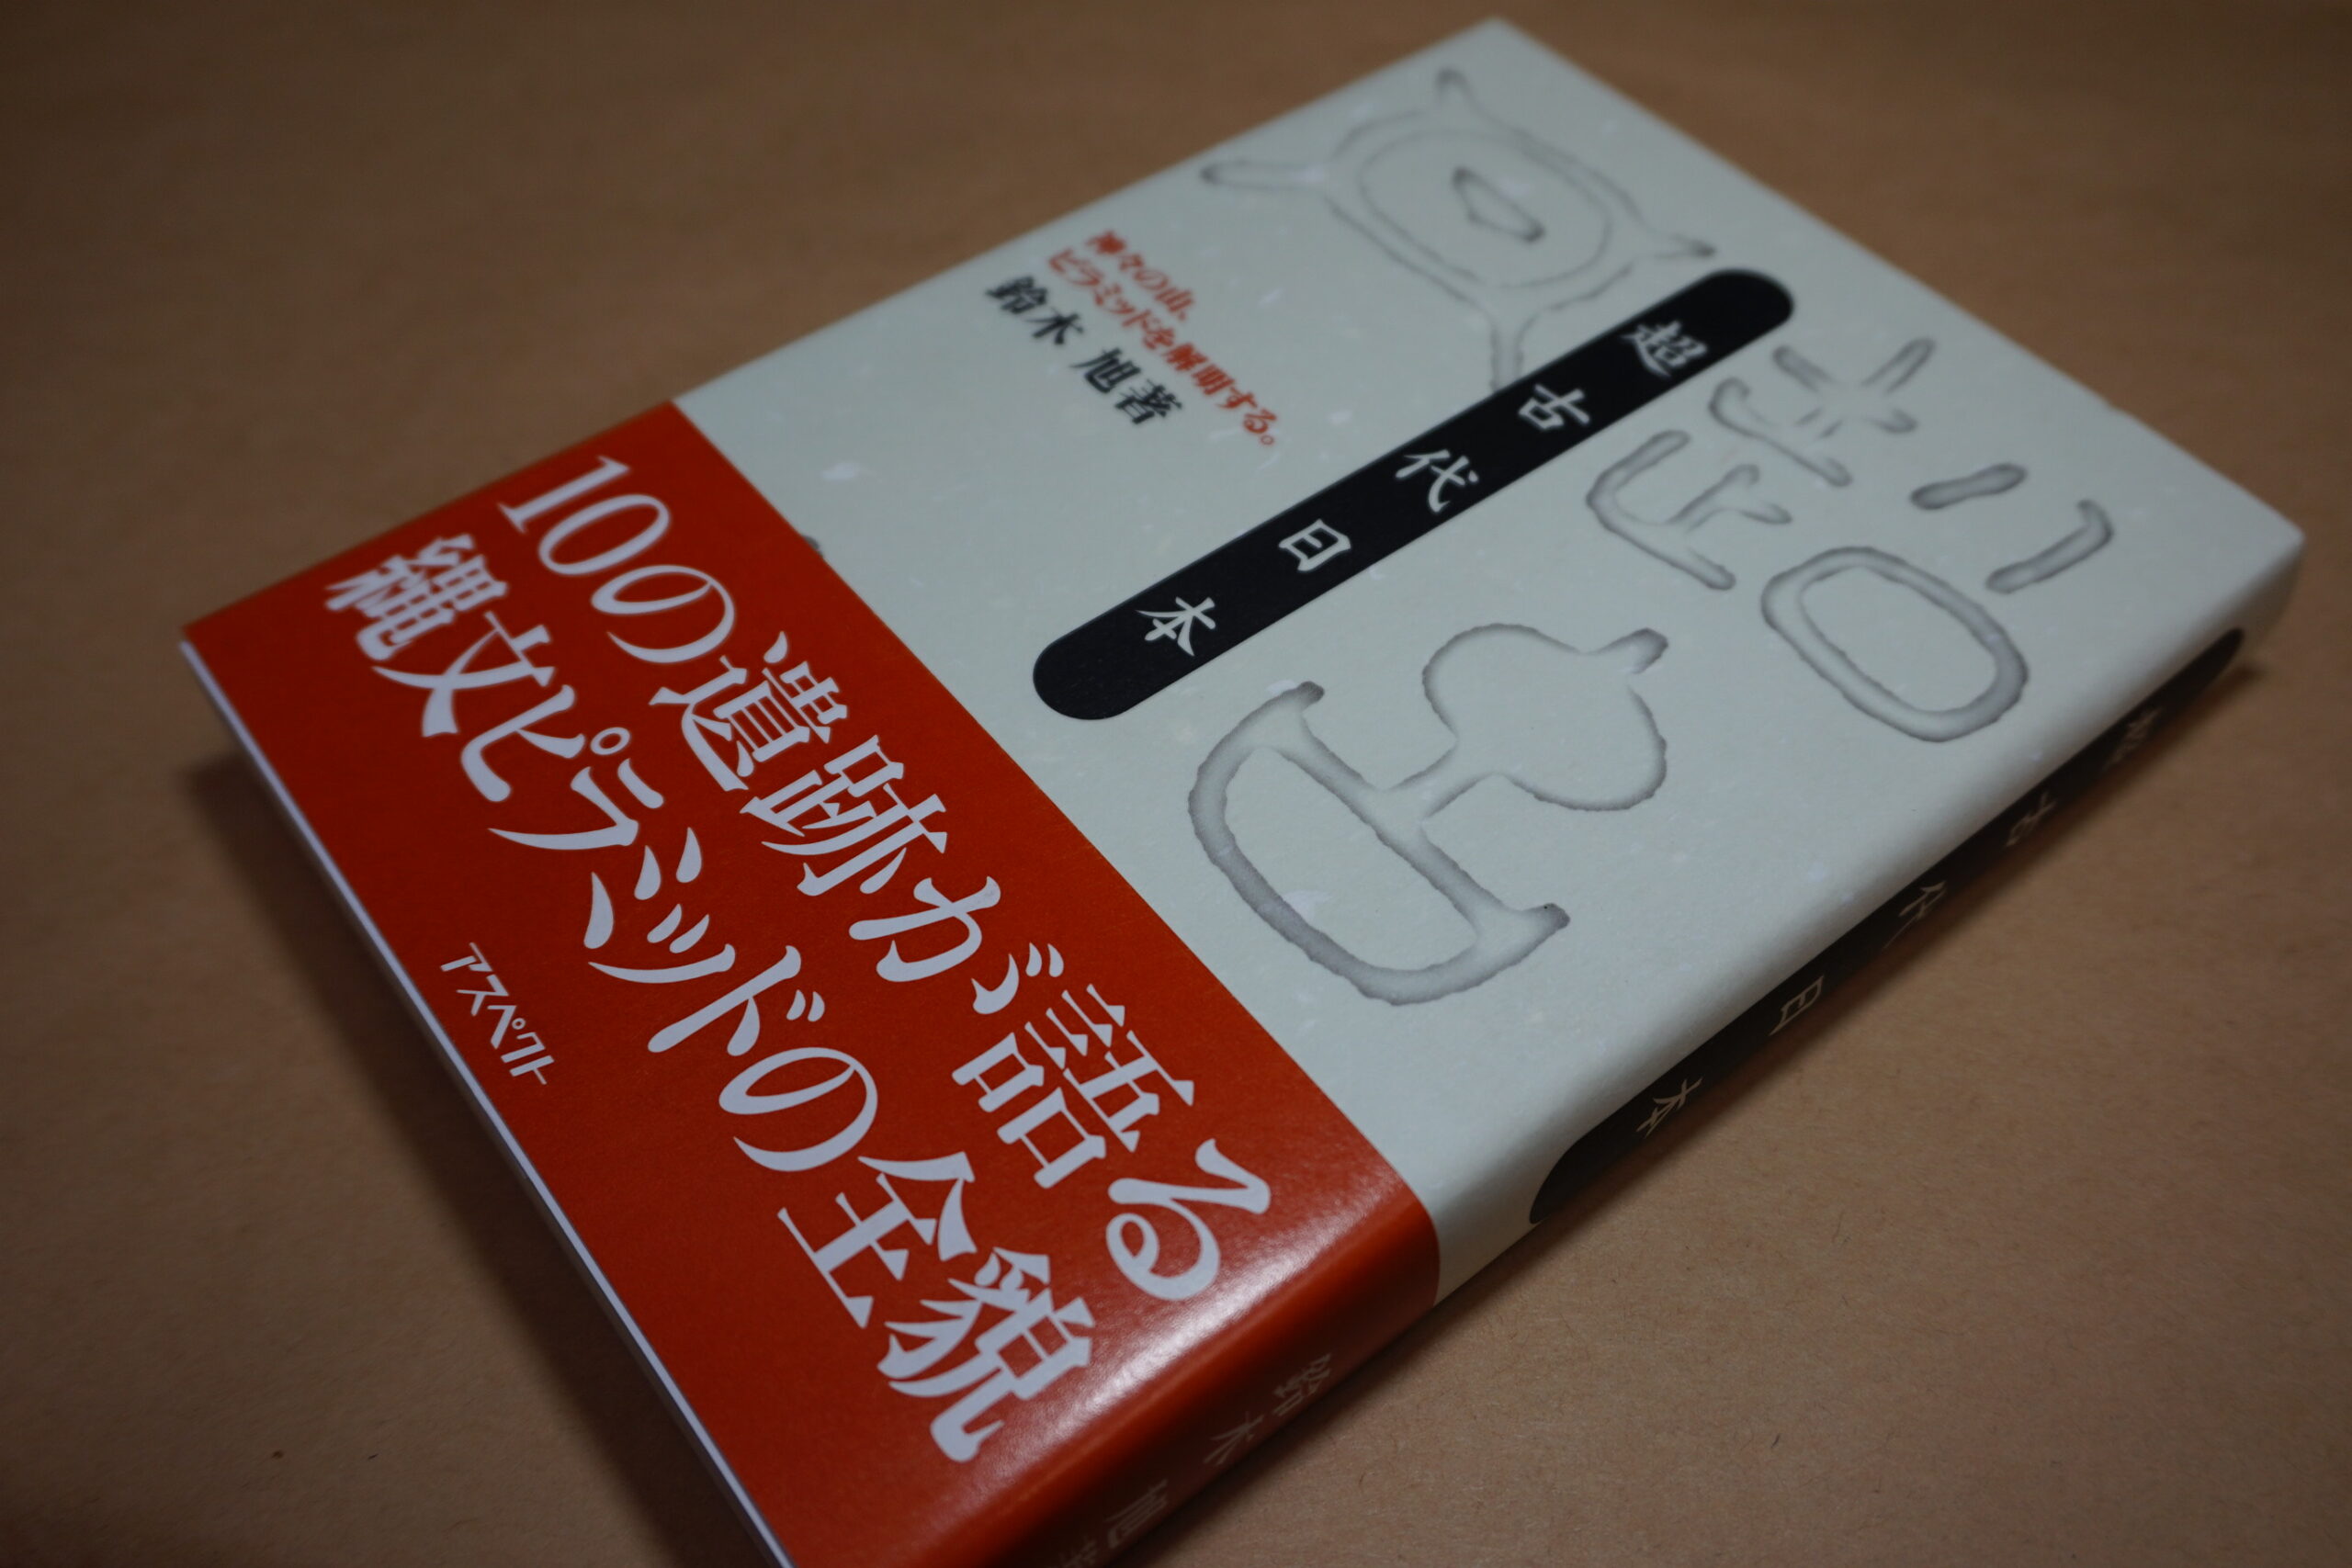 超古代日本
神々の山、
ピラミッドを解明する。
鈴木 旭著
10の遺跡が語る
縄文ピラミッドの全貌
アスペクト
超古代日本
鈴木 旭著